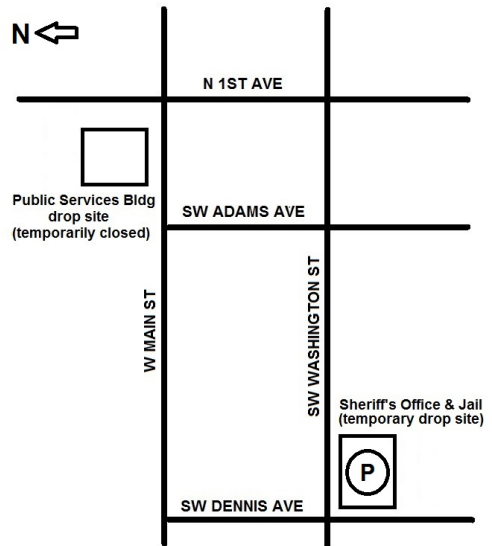 N
N 1ST AVE
Public Services Bldg
drop site
(temporarily closed)
SW ADAMS AVE
W MAIN ST
SW WASHINGTON ST
Sheriff's Office & Jail
(temporary drop site)
P
SW DENNIS AVE